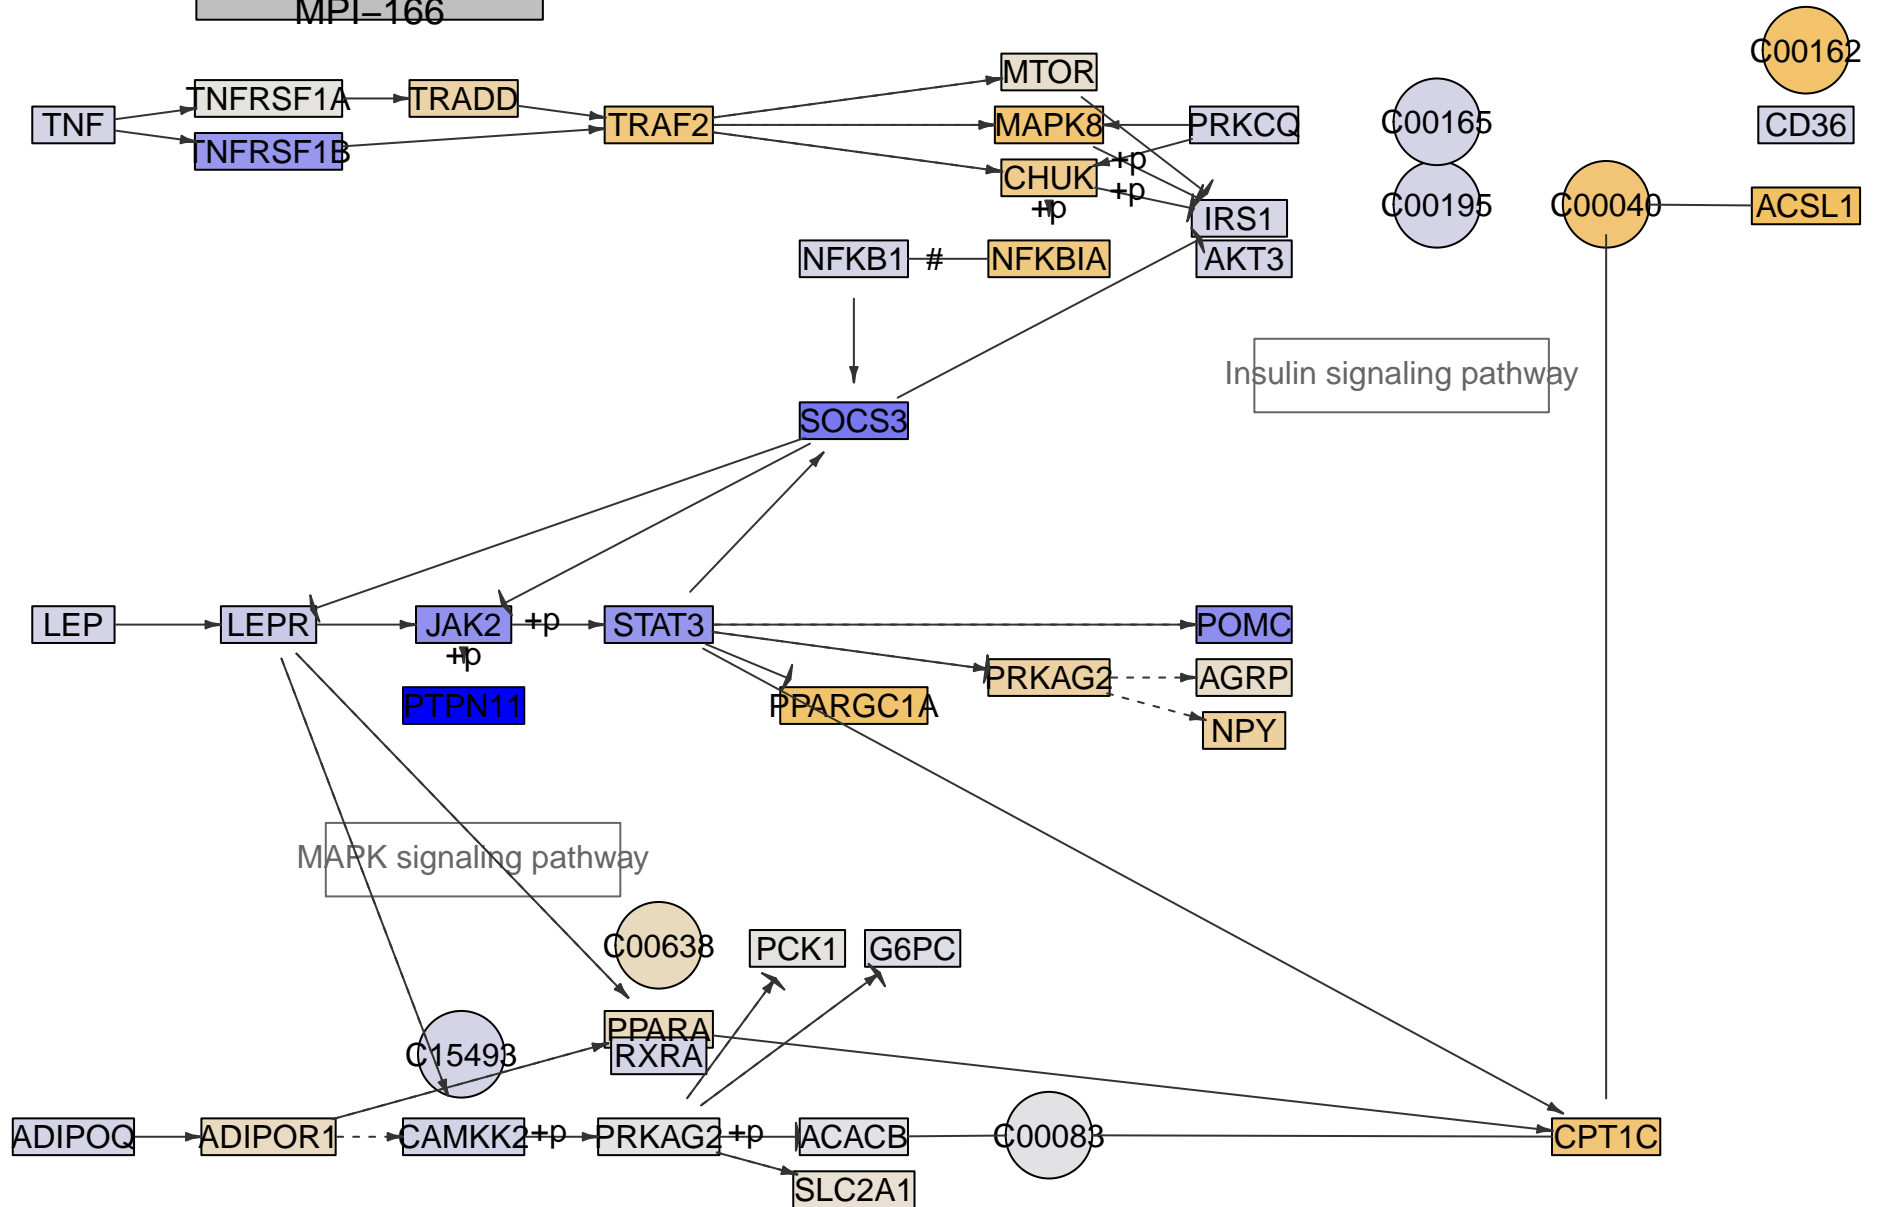 MPI−166
C00162
MTOR
TNFRSF1A
TRADD
TNF
TRAF2
MAPK8
PRKCQ
C00165
CD36
TNFRSF1B
+p
CHUK
+p
+p
IRS1
C00195
C00040
ACSL1
NFKB1
#
NFKBIA
AKT3
Insulin signaling pathway
SOCS3
LEP
LEPR
JAK2
+p
STAT3
POMC
+p
PRKAG2
AGRP
PTPN11
PPARGC1A
NPY
MAPK signaling pathway
C00638
PCK1
G6PC
PPARA
C15493
RXRA
ADIPOQ
ADIPOR1
CAMKK2
+p
PRKAG2
+p
ACACB
C00083
CPT1C
SLC2A1